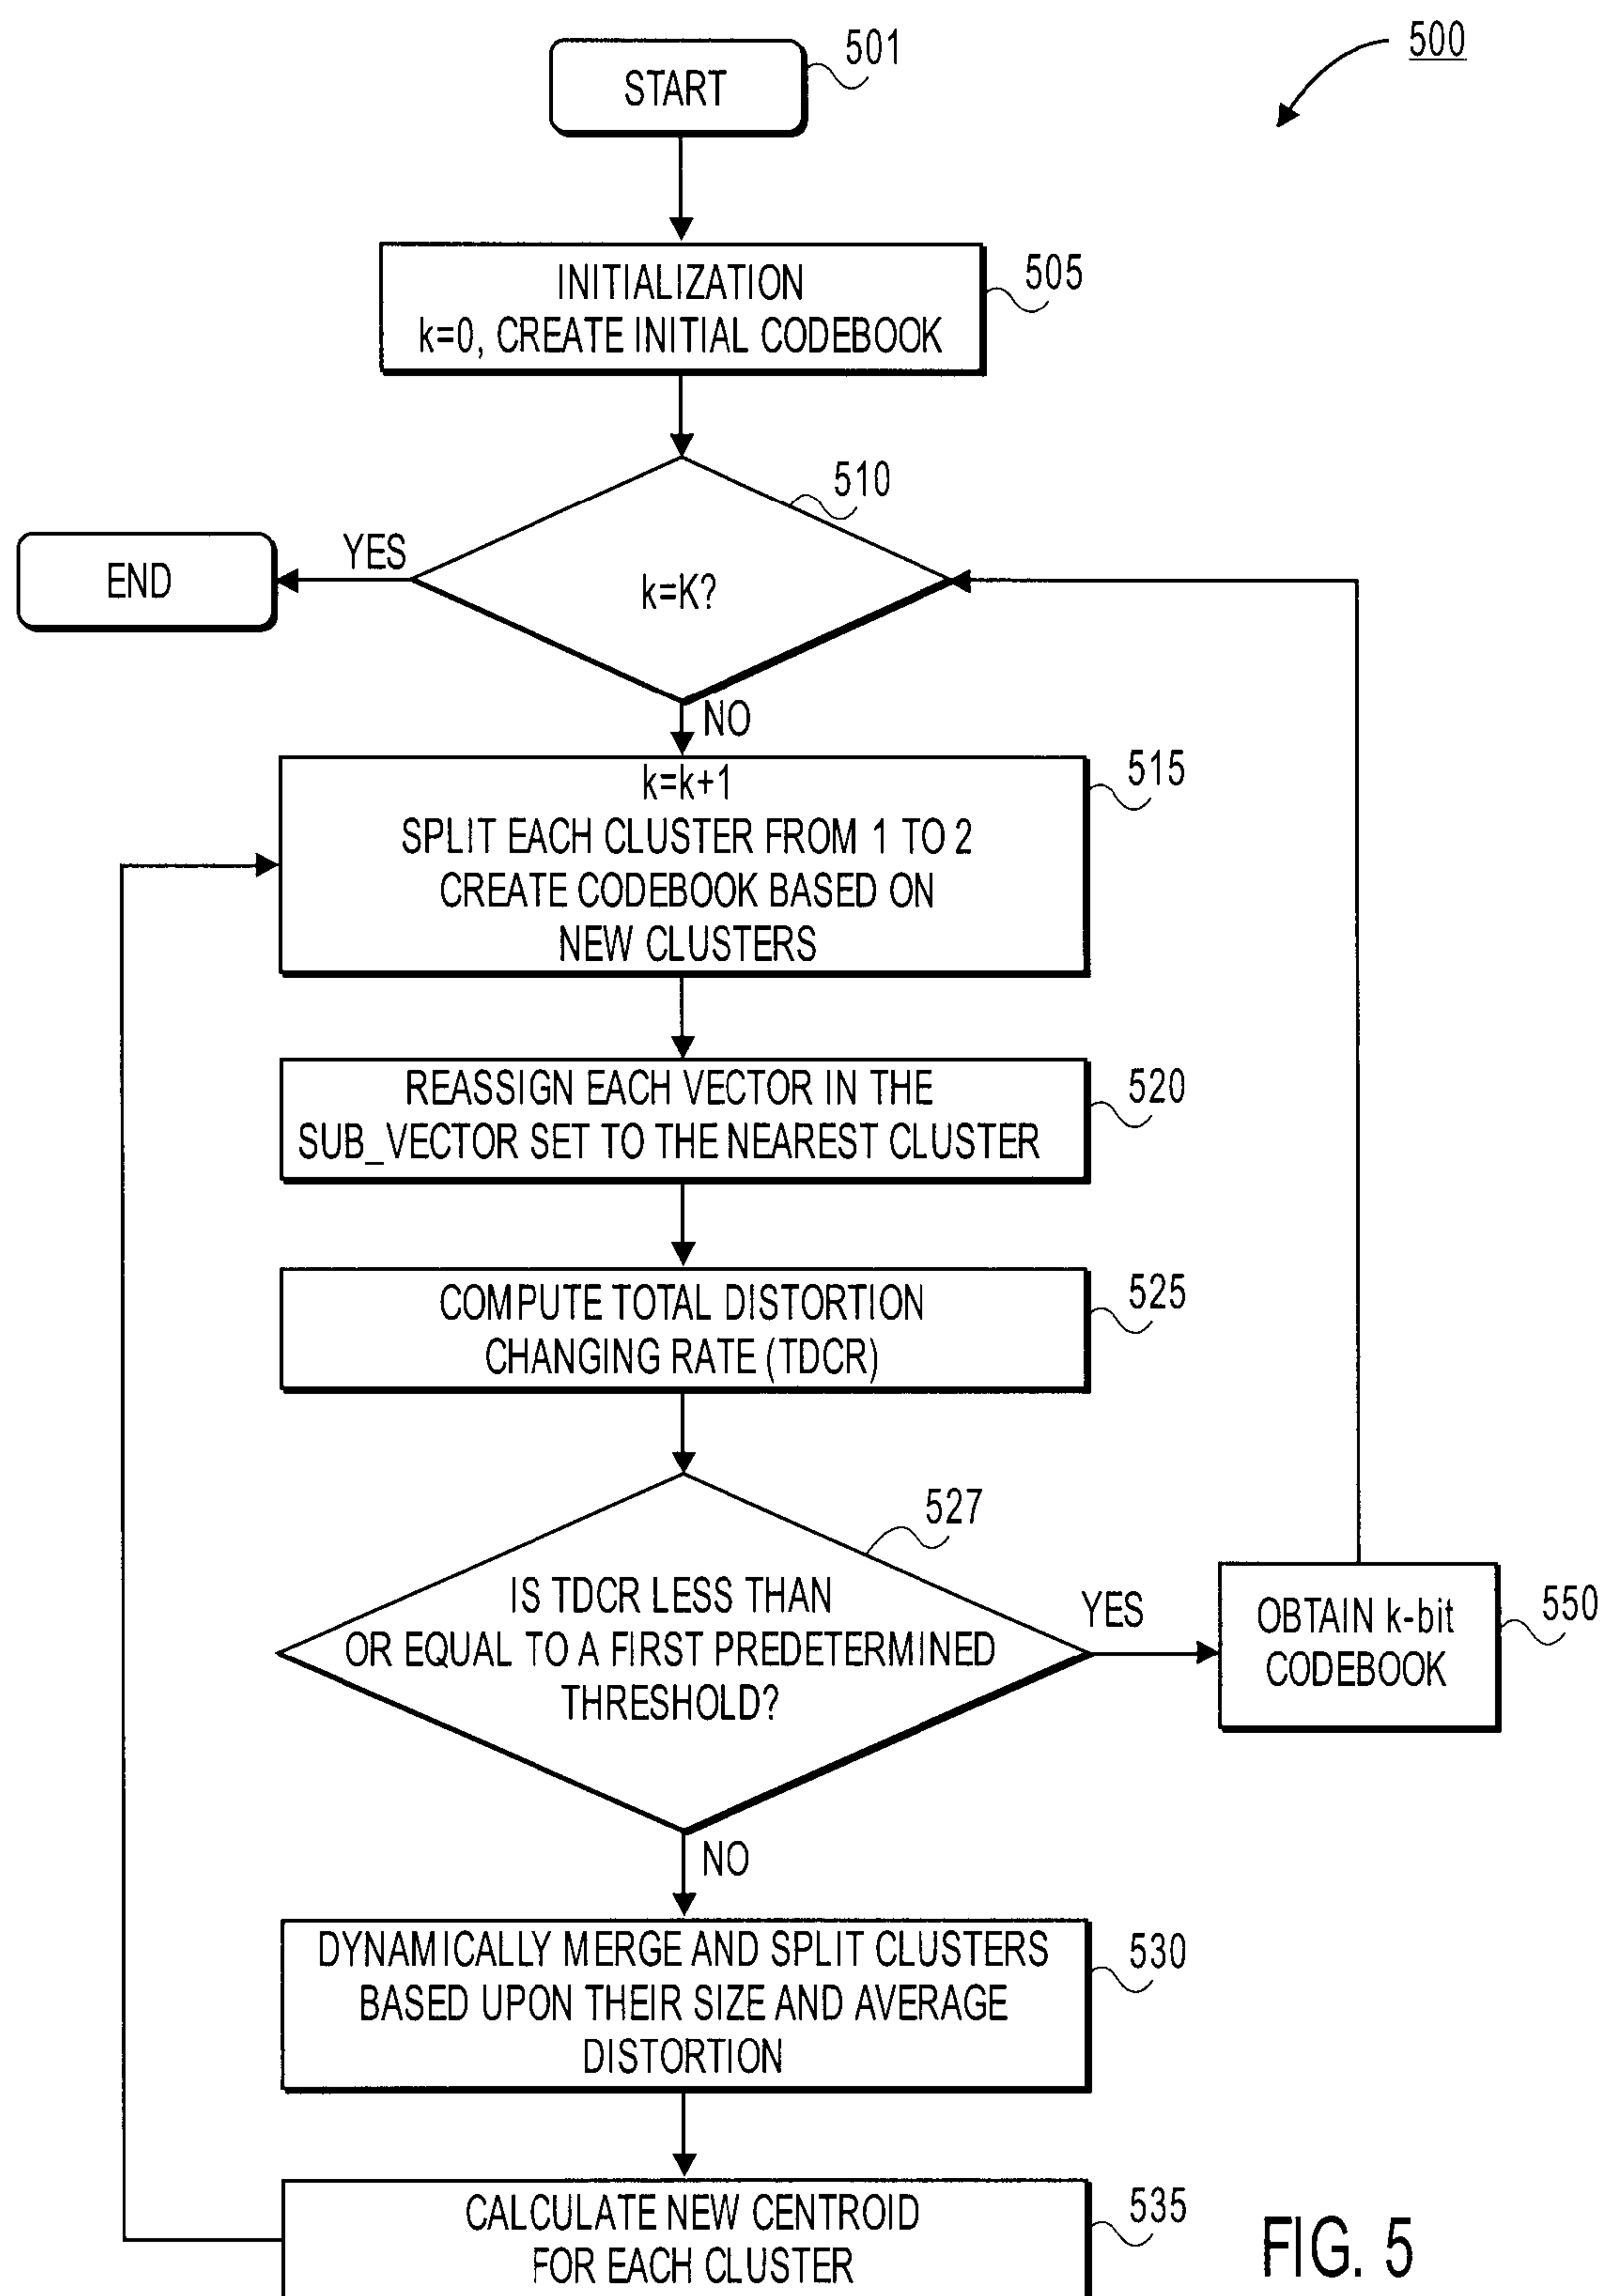 500
START
501
INITIALIZATION
k=0, CREATE INITIAL CODEBOOK
505
510
k=K?
YES
END
NO
k=k+1
SPLIT EACH CLUSTER FROM 1 TO 2
CREATE CODEBOOK BASED ON
NEW CLUSTERS
515
REASSIGN EACH VECTOR IN THE
SUB_VECTOR SET TO THE NEAREST CLUSTER
520
COMPUTE TOTAL DISTORTION
CHANGING RATE (TDCR)
525
527
IS TDCR LESS THAN
OR EQUAL TO A FIRST PREDETERMINED
THRESHOLD?
YES
OBTAIN k-bit
CODEBOOK
550
NO
DYNAMICALLY MERGE AND SPLIT CLUSTERS
BASED UPON THEIR SIZE AND AVERAGE
DISTORTION
530
CALCULATE NEW CENTROID
FOR EACH CLUSTER
535
FIG. 5